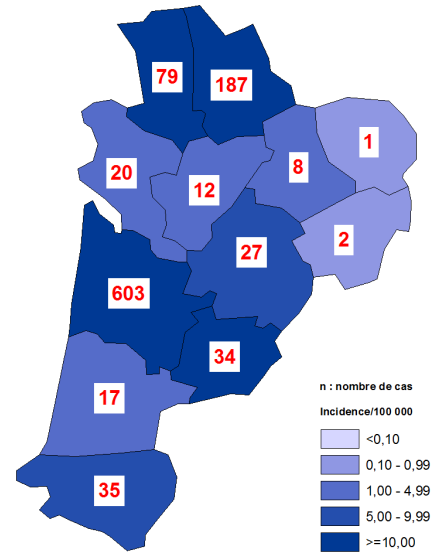 79
187
1
20
8
12
2
27
603
34
17
35
n : nombre de cas
Incidence/100 000
<0,10
0,10 - 0,99
1,00 - 4,99
5,00 - 9,99
>=10,00